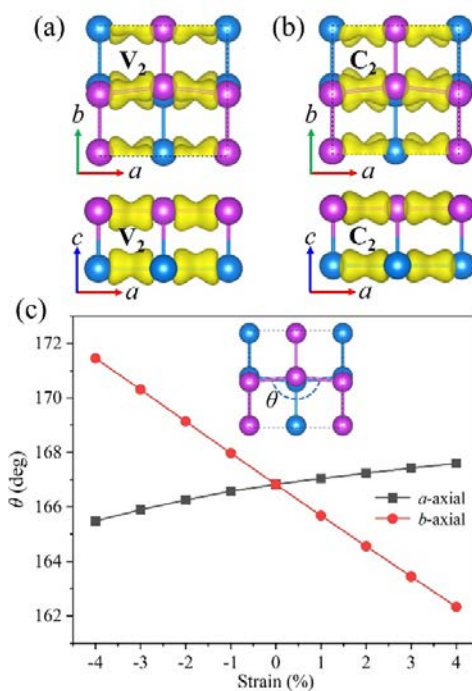 (a)
(b)
V₂
C₂
b
a
b
a
V₂
C₂
c
a
c
a
(c)
172
170
168
166
164
162
θ (deg)
θ
a-axial
b-axial
-4 -3 -2 -1 0 1 2 3 4
Strain (%)